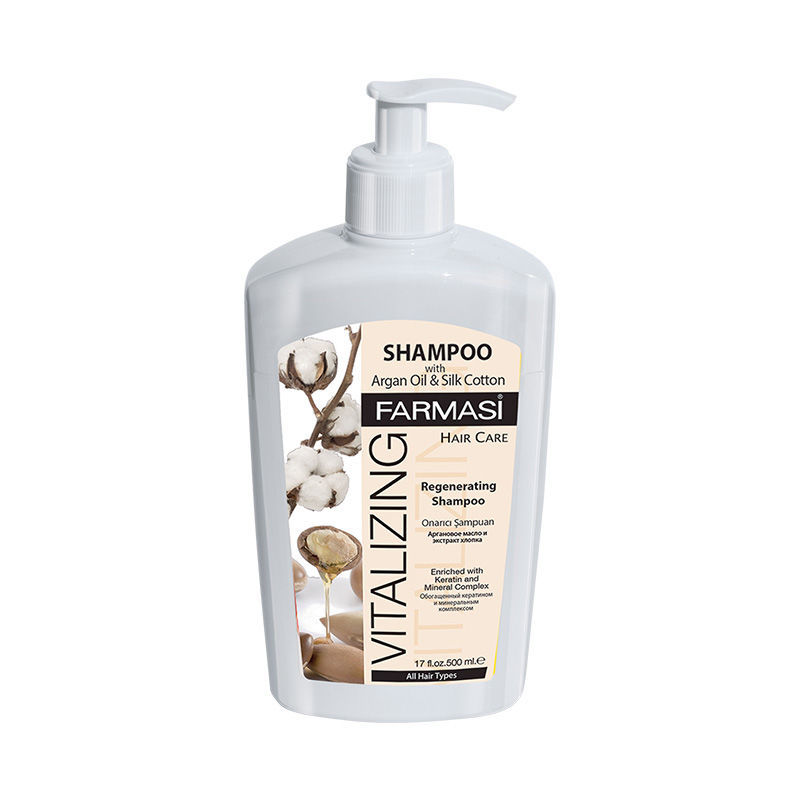 SHAMPOO
with
Argan Oil & Silk Cotton
FARMASi®
HAIR CARE
VITALIZING
VITALIZING
Regenerating
Shampoo
Onarıcı Şampuan
Аргановое масло и
экстракт хлопка
Enriched with
Keratin and
Mineral Complex
Обогащенный кератином
и минеральным
комплексом
17 fl.oz.500 ml.℮
All Hair Types